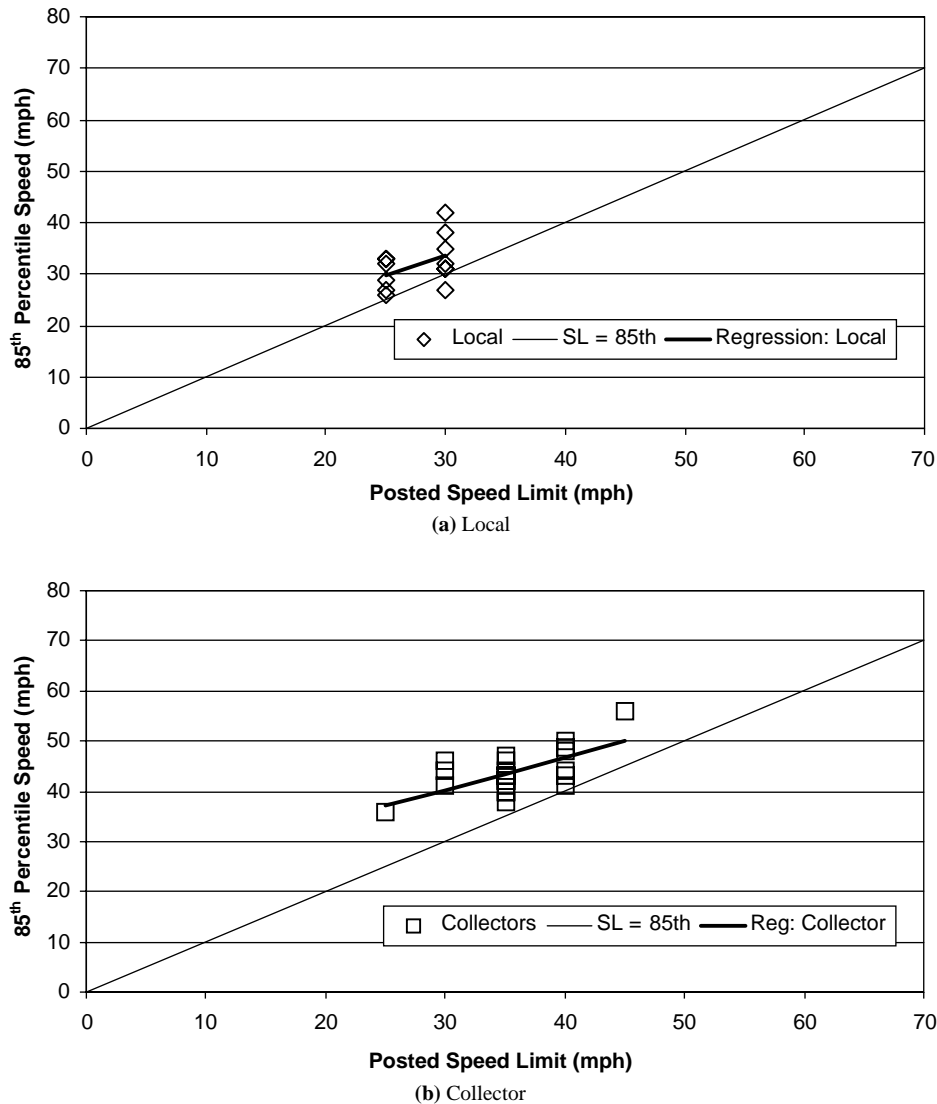 80
70
60
50
40
30
20
10
0
85th Percentile Speed (mph)
Local SL = 85th Regression: Local
0 10 20 30 40 50 60 70
Posted Speed Limit (mph)
(a) Local
80
70
60
50
40
30
20
10
0
85th Percentile Speed (mph)
Collectors SL = 85th Reg: Collector
0 10 20 30 40 50 60 70
Posted Speed Limit (mph)
(b) Collector